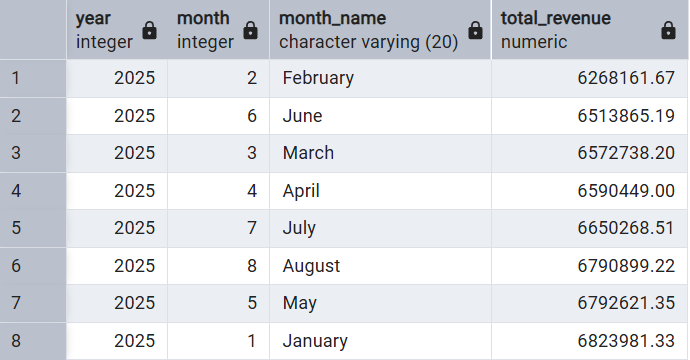 year month month_name total_revenue
integer integer character varying (20) numeric
1 2025 2 February 6268161.67
2 2025 6 June 6513865.19
3 2025 3 March 6572738.20
4 2025 4 April 6590449.00
5 2025 7 July 6650268.51
6 2025 8 August 6790899.22
7 2025 5 May 6792621.35
8 2025 1 January 6823981.33